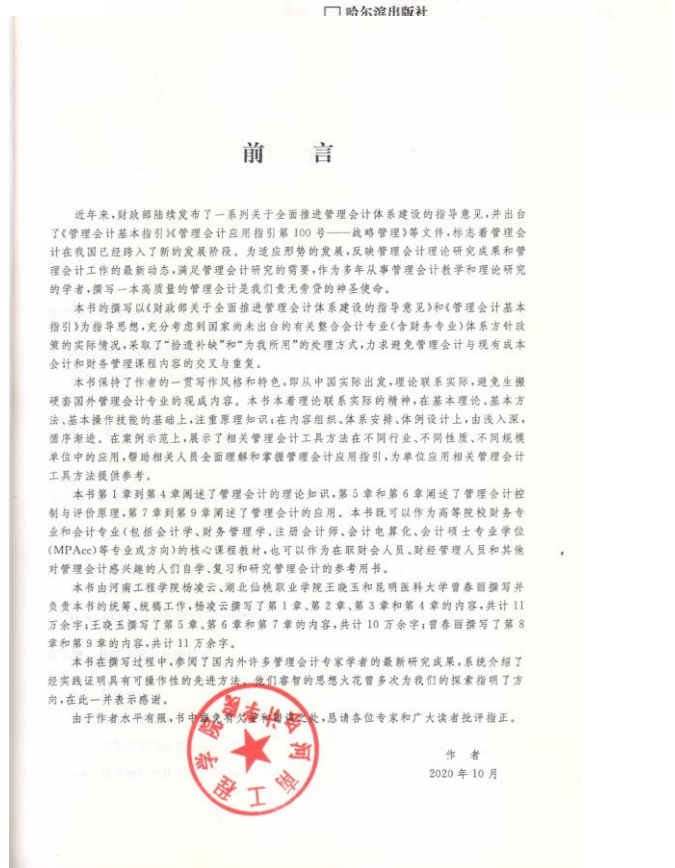 哈尔滨出版社
前 言
近年来,财政部陆续发布了一系列关于全面推进管理会计体系建设的指导意见,并出台
了《管理会计基本指引》《管理会计应用指引第 100 号——战略管理》等文件,标志着管理会
计在我国已经跨入了新的发展阶段。为适应形势的发展,反映管理会计理论研究成果和管
理会计工作的最新动态,满足管理会计研究的需要,作为多年从事管理会计教学和理论研究
的学者,撰写一本高质量的管理会计是我们责无旁贷的神圣使命。
本书的撰写以《财政部关于全面推进管理会计体系建设的指导意见》和《管理会计基本
指引》为指导思想,充分考虑到国家尚未出台的有关整合会计专业(含财务专业)体系方针政
策的实际情况,采取了“拾遗补缺”和“为我所用”的处理方式,力求避免管理会计与现有成本
会计和财务管理课程内容的交叉与重复。
本书保持了作者的一贯写作风格和特色,即从中国实际出发,理论联系实际,避免生搬
硬套国外管理会计专业的现成内容。本书本着理论联系实际的精神,在基本理论、基本方
法、基本操作技能的基础上,注重原理知识;在内容组织、体系安排、体例设计上,由浅入深,
循序渐进。在案例示范上,展示了相关管理会计工具方法在不同行业、不同性质、不同规模
单位中的应用,帮助相关人员全面理解和掌握管理会计应用指引,为单位应用相关管理会计
工具方法提供参考。
本书第 1 章到第 4 章阐述了管理会计的理论知识,第 5 章和第 6 章阐述了管理会计控
制与评价原理,第 7 章到第 9 章阐述了管理会计的应用。本书既可以作为高等院校财务专
业和会计专业(包括会计学、财务管理学、注册会计师、会计电算化、会计硕士专业学位
(MPAcc)等专业或方向)的核心课程教材,也可以作为在职财会人员、财经管理人员和其他
对管理会计感兴趣的人们自学、复习和研究管理会计的参考用书。
本书由河南工程学院杨凌云、湖北仙桃职业学院王晓玉和昆明医科大学曾春丽撰写并
负责本书的统筹、统稿工作,杨凌云撰写了第 1 章、第 2 章、第 3 章和第 4 章的内容,共计 11
万余字;王晓玉撰写了第 5 章、第 6 章和第 7 章的内容,共计 10 万余字;曾春丽撰写了第 8
章和第 9 章的内容,共计 11 万余字。
本书在撰写过程中,参阅了国内外许多管理会计专家学者的最新研究成果,系统介绍了
经实践证明具有可操作性的先进方法。他们睿智的思想火花曾多次为我们的探索指明了方
向,在此一并表示感谢。
由于作者水平有限,书中难免有欠妥和错误之处,恳请各位专家和广大读者批评指正。
河南工程学院
作 者
2020 年 10 月